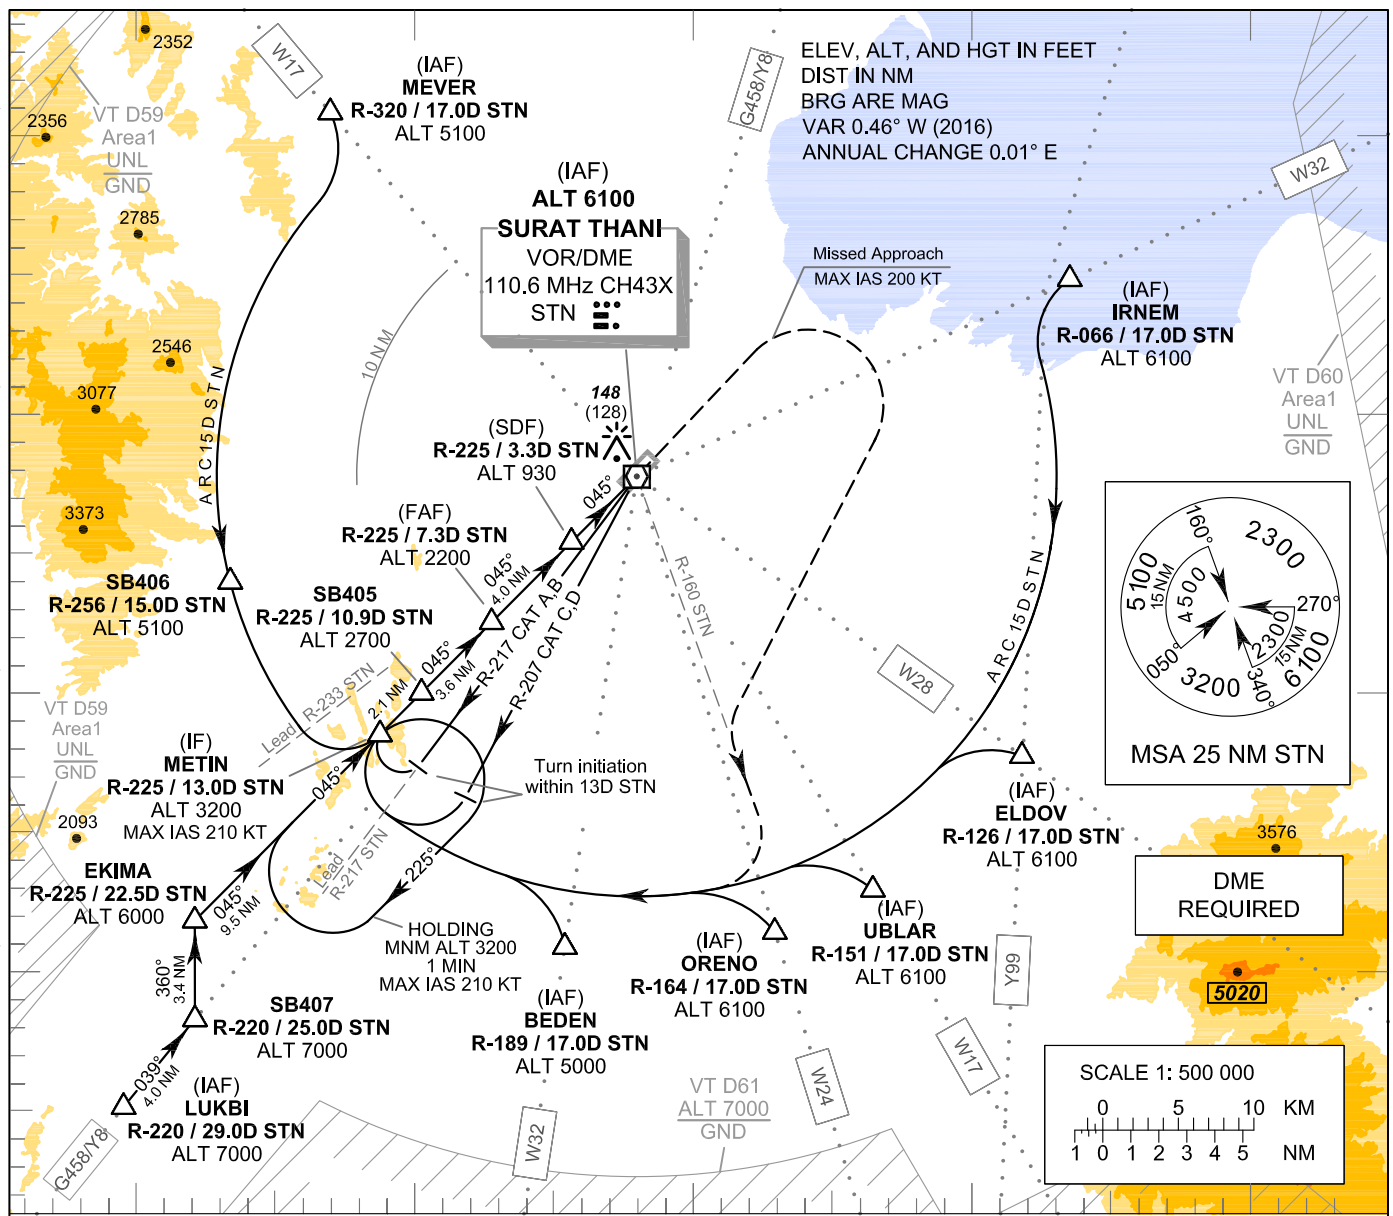 2352
W17
(IAF)
MEVER
R-320 / 17.0D STN
ALT 5100
G458/Y8
ELEV, ALT, AND HGT IN FEET
DIST IN NM
BRG ARE MAG
VAR 0.46° W (2016)
ANNUAL CHANGE 0.01° E
2356
VT D59
Area1
UNL
GND
2785
W32
(IAF)
ALT 6100
SURAT THANI
VOR/DME
110.6 MHz CH43X
STN
Missed Approach
MAX IAS 200 KT
(IAF)
IRNEM
R-066 / 17.0D STN
ALT 6100
10 NM
2546
3077
ARC 15D STN
148
(128)
VT D60
Area1
UNL
GND
(SDF)
R-225 / 3.3D STN
ALT 930
045°
3373
(FAF)
R-225 / 7.3D STN
ALT 2200
045°
4.0 NM
SB406
R-256 / 15.0D STN
ALT 5100
SB405
R-225 / 10.9D STN
ALT 2700
045°
3.6 NM
R-217 CAT A,B
R-207 CAT C,D
R-160 STN
W28
ARC 15D STN
160°
2300
5100
15 NM
4500
270°
2300
15 NM
6100
050°
3200
340°
MSA 25 NM STN
Lead R-233 STN
2.1 NM
VT D59
Area1
UNL
GND
(IF)
METIN
R-225 / 13.0D STN
ALT 3200
MAX IAS 210 KT
045°
Turn initiation
within 13D STN
(IAF)
ELDOV
R-126 / 17.0D STN
ALT 6100
2093
3576
Lead
R-217 STN
225°
EKIMA
R-225 / 22.5D STN
ALT 6000
045°
9.5 NM
DME
REQUIRED
HOLDING
MNM ALT 3200
1 MIN
MAX IAS 210 KT
(IAF)
UBLAR
R-151 / 17.0D STN
ALT 6100
(IAF)
ORENO
R-164 / 17.0D STN
ALT 6100
360°
3.4 NM
Y99
5020
SB407
R-220 / 25.0D STN
ALT 7000
(IAF)
BEDEN
R-189 / 17.0D STN
ALT 5000
W17
039°
4.0 NM
(IAF)
LUKBI
R-220 / 29.0D STN
ALT 7000
G458/Y8
W32
VT D61
ALT 7000
GND
W24
SCALE 1: 500 000
0 5 10 KM
1 0 1 2 3 4 5 NM